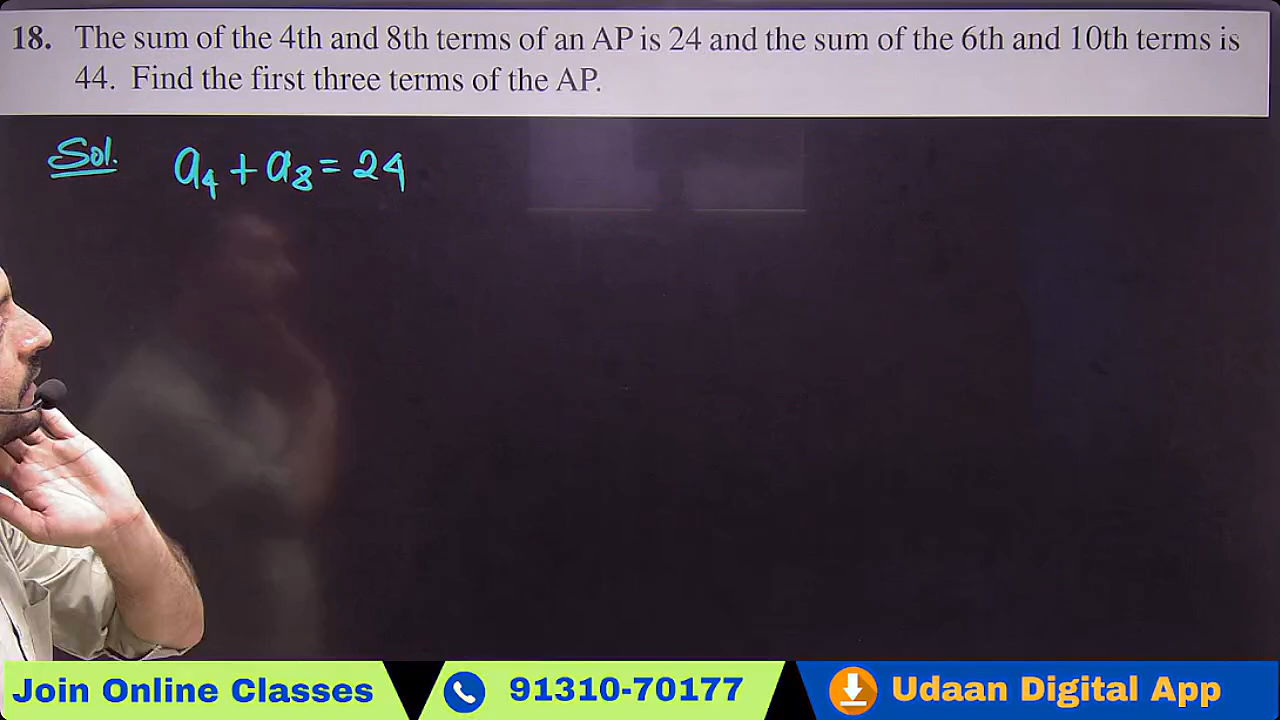 18. The sum of the 4th and 8th terms of an AP is 24 and the sum of the 6th and 10th terms is
44. Find the first three terms of the AP.
Sol. a₄ + a₈ = 24
Join Online Classes
91310-70177
Udaan Digital App